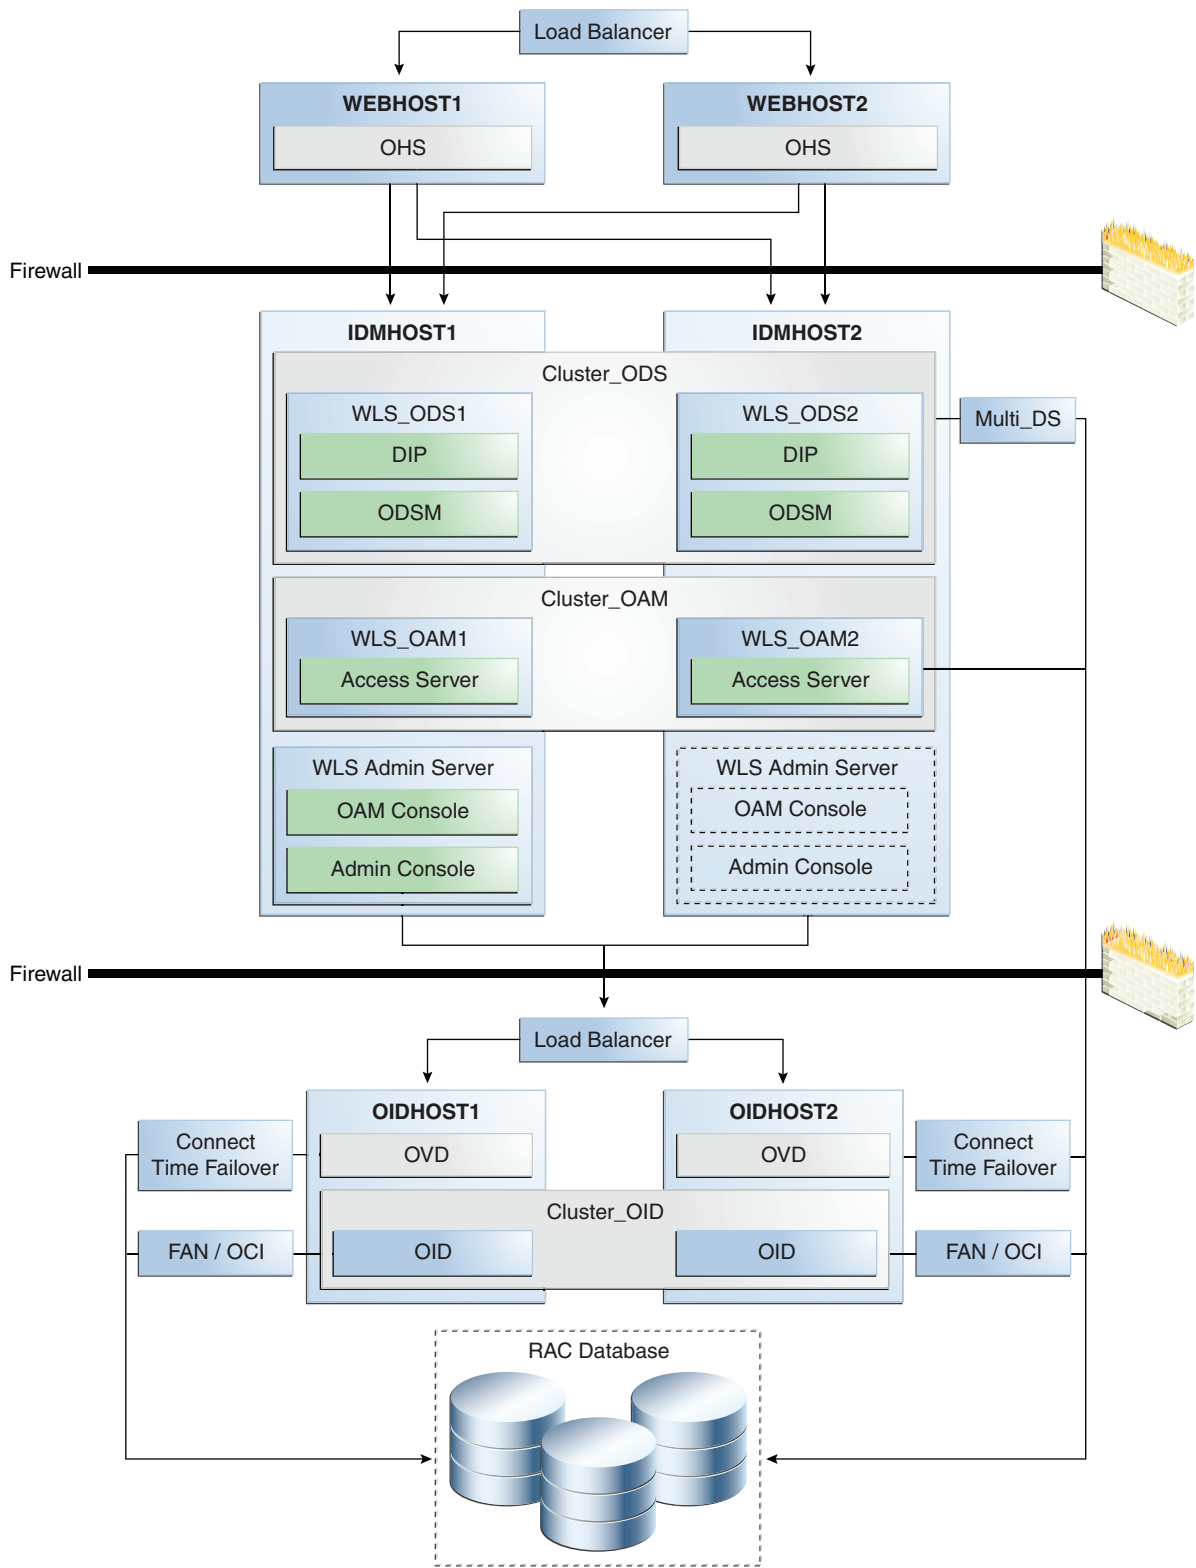 Load Balancer
WEBHOST1
WEBHOST2
OHS
OHS
Firewall
IDMHOST1
IDMHOST2
Cluster_ODS
WLS_ODS1
WLS_ODS2
Multi_DS
DIP
DIP
ODSM
ODSM
Cluster_OAM
WLS_OAM1
WLS_OAM2
Access Server
Access Server
WLS Admin Server
WLS Admin Server
OAM Console
OAM Console
Admin Console
Admin Console
Firewall
Load Balancer
OIDHOST1
OIDHOST2
Connect
Time Failover
OVD
OVD
Connect
Time Failover
Cluster_OID
FAN / OCI
OID
OID
FAN / OCI
RAC Database